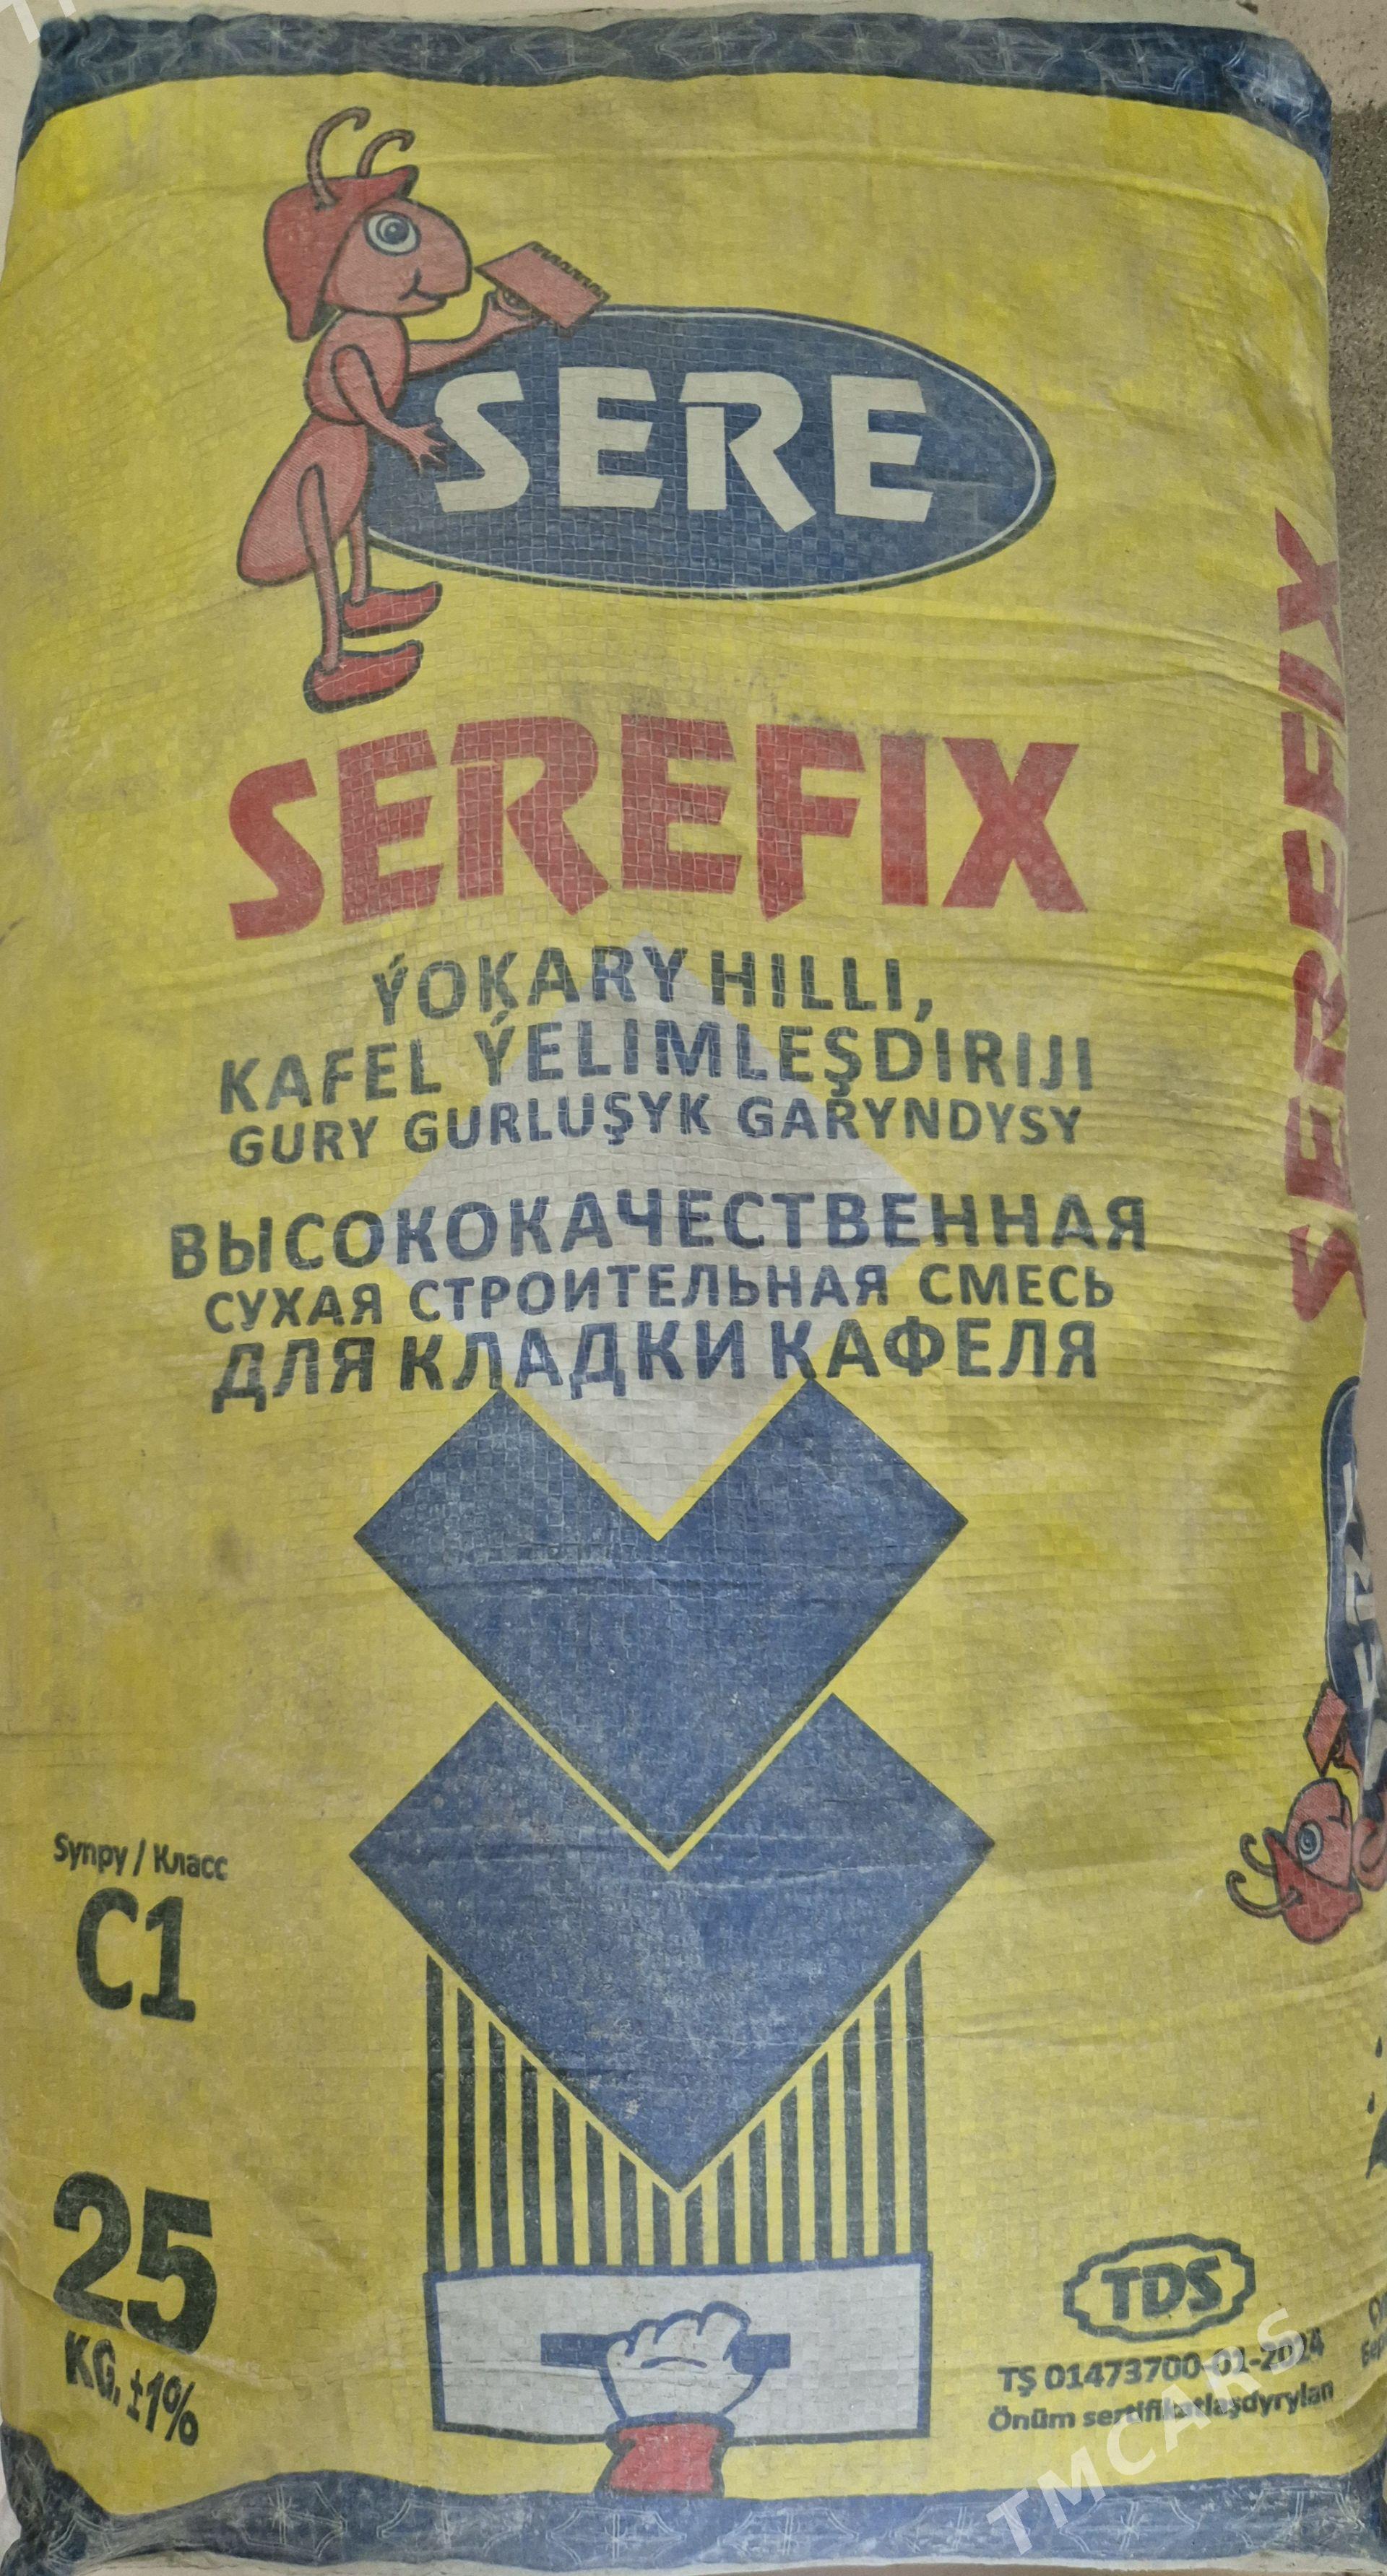 SERE
SEREFIX
ÝOKARY HILLI,
KAFEL ÝELIMLEŞDIRIJI
GURY GURLUŞYK GARYNDYSY
ВЫСОКОКАЧЕСТВЕННАЯ
СУХАЯ СТРОИТЕЛЬНАЯ СМЕСЬ
ДЛЯ КЛАДКИ КАФЕЛЯ
SEREFIX
Synpy / Класс
C1
25
KG, ±1%
TDS
TŞ 01473700-01-2024
Önüm sertifikatlaşdyrylan
TMCARS